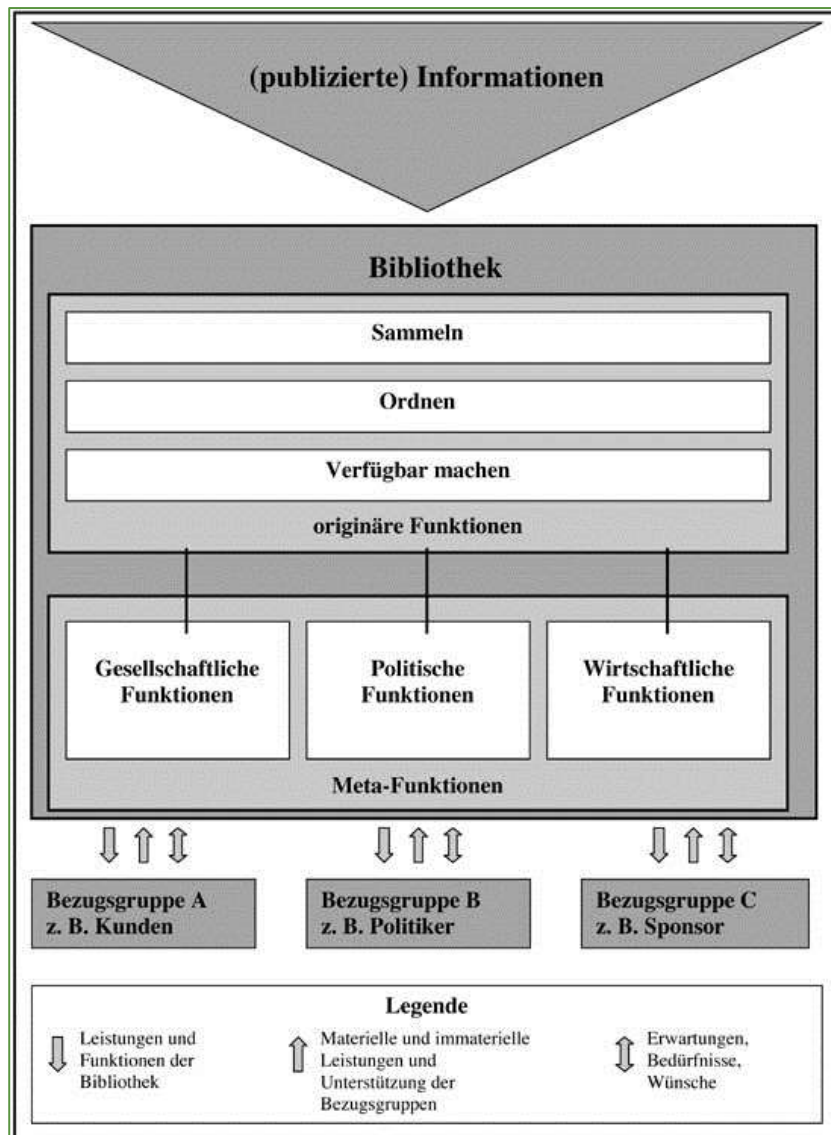 (publizierte) Informationen
Bibliothek
Sammeln
Ordnen
Verfügbar machen
originäre Funktionen
Gesellschaftliche
Funktionen
Politische
Funktionen
Wirtschaftliche
Funktionen
Meta-Funktionen
Bezugsgruppe A
z. B. Kunden
Bezugsgruppe B
z. B. Politiker
Bezugsgruppe C
z. B. Sponsor
Legende
Leistungen und
Funktionen der
Bibliothek
Materielle und immaterielle
Leistungen und
Unterstützung der
Bezugsgruppen
Erwartungen,
Bedürfnisse,
Wünsche